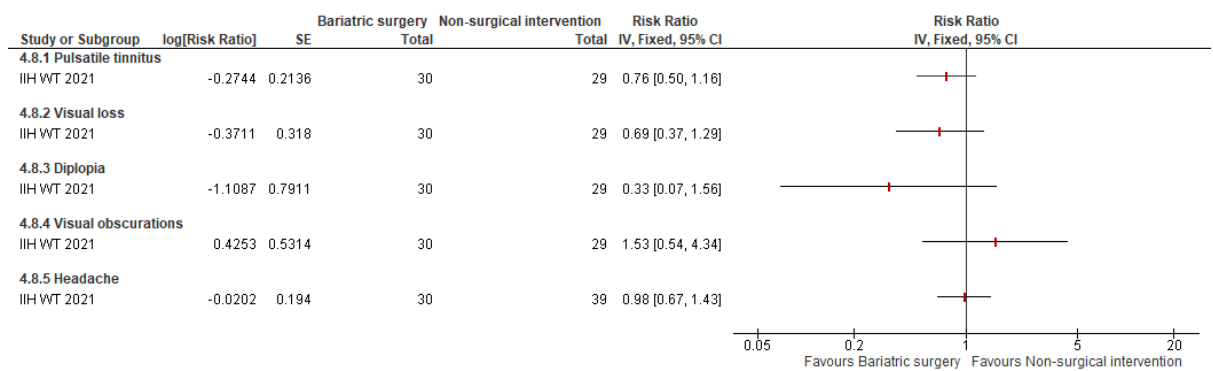 Bariatric surgery Non-surgical intervention Risk Ratio Risk Ratio
Study or Subgroup log[Risk Ratio] SE Total Total IV, Fixed, 95% CI IV, Fixed, 95% CI
4.8.1 Pulsatile tinnitus
IIH WT 2021 -0.2744 0.2136 30 29 0.76 [0.50, 1.16]
4.8.2 Visual loss
IIH WT 2021 -0.3711 0.318 30 29 0.69 [0.37, 1.29]
4.8.3 Diplopia
IIH WT 2021 -1.1087 0.7911 30 29 0.33 [0.07, 1.56]
4.8.4 Visual obscurations
IIH WT 2021 0.4253 0.5314 30 29 1.53 [0.54, 4.34]
4.8.5 Headache
IIH WT 2021 -0.0202 0.194 30 39 0.98 [0.67, 1.43]
0.05 0.2 1 5 20
Favours Bariatric surgery Favours Non-surgical intervention